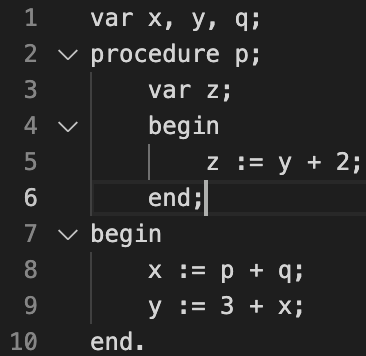 1 var x, y, q;
2 procedure p;
3 var z;
4 begin
5 z := y + 2;
6 end;
7 begin
8 x := p + q;
9 y := 3 + x;
10 end.